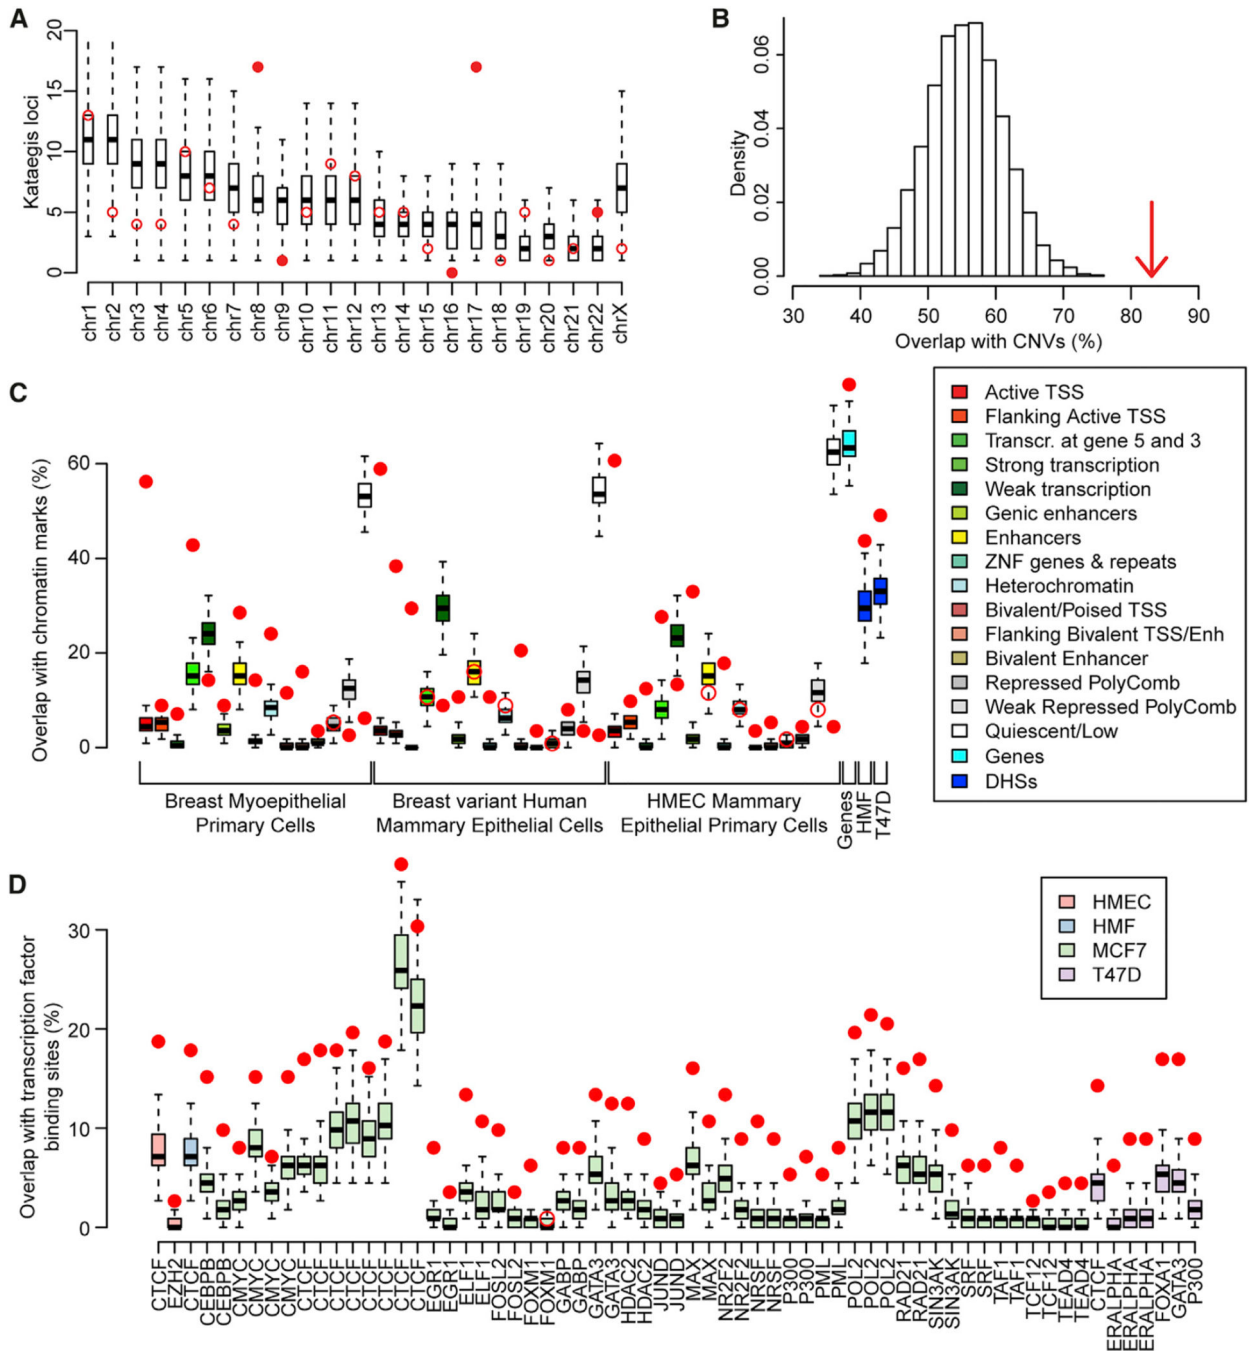 A
Kataegis loci
20
15
10
5
0
chr1
chr2
chr3
chr4
chr5
chr6
chr7
chr8
chr9
chr10
chr11
chr12
chr13
chr14
chr15
chr16
chr17
chr18
chr19
chr20
chr21
chr22
chrX
B
Density
0.06
0.04
0.02
0.00
30 40 50 60 70 80 90
Overlap with CNVs (%)
C
Overlap with chromatin marks (%)
60
40
20
0
Breast Myoepithelial
Primary Cells
Breast variant Human
Mammary Epithelial Cells
HMEC Mammary
Epithelial Primary Cells
Genes
HMF
T47D
Active TSS
Flanking Active TSS
Transcr. at gene 5 and 3
Strong transcription
Weak transcription
Genic enhancers
Enhancers
ZNF genes & repeats
Heterochromatin
Bivalent/Poised TSS
Flanking Bivalent TSS/Enh
Bivalent Enhancer
Repressed PolyComb
Weak Repressed PolyComb
Quiescent/Low
Genes
DHSs
D
Overlap with transcription factor
binding sites (%)
30
20
10
0
HMEC
HMF
MCF7
T47D
CTCF
EZH2
CTCF
CEBPB
CEBPB
CMYC
CMYC
CMYC
CMYC
CTCF
CTCF
CTCF
CTCF
CTCF
CTCF
CTCF
CTCF
EGR1
EGR1
ELF1
ELF1
FOSL2
FOSL2
FOXM1
FOXM1
GABP
GABP
GATA3
GATA3
HDAC2
HDAC2
JUND
JUND
MAX
MAX
NR2F2
NR2F2
NRSF
NRSF
P300
P300
PML
PML
POL2
POL2
POL2
RAD21
RAD21
SIN3AK
SIN3AK
SRF
SRF
TAF1
TAF1
TCF12
TCF12
TEAD4
TEAD4
CTCF
ERALPHA
ERALPHA
ERALPHA
FOXA1
GATA3
P300